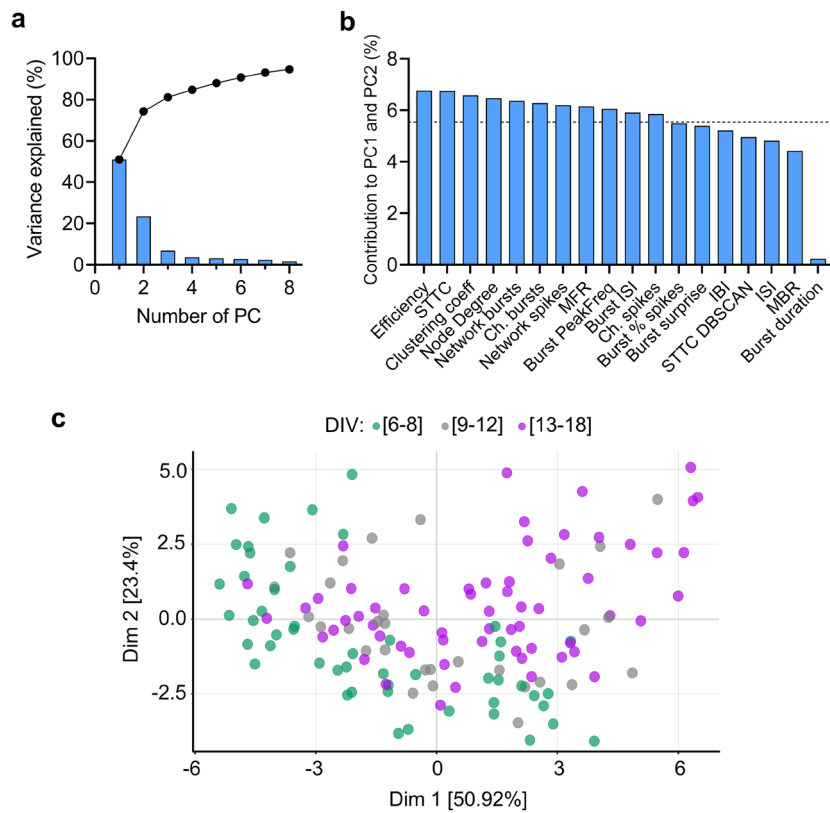 a
Variance explained (%)
100
80
60
40
20
0
0 2 4 6 8
Number of PC
b
Contribution to PC1 and PC2 (%)
8
6
4
2
0
Efficiency
STTC
Clustering coeff
Node Degree
Network bursts
Ch. bursts
Network spikes
MFR
Burst PeakFreq
Burst ISI
Ch. spikes
Burst % spikes
Burst surprise
IBI
STTC DBSCAN
ISI
MBR
Burst duration
c
DIV: [6-8] [9-12] [13-18]
Dim 2 [23.4%]
5.0
2.5
0.0
-2.5
-6 -3 0 3 6
Dim 1 [50.92%]